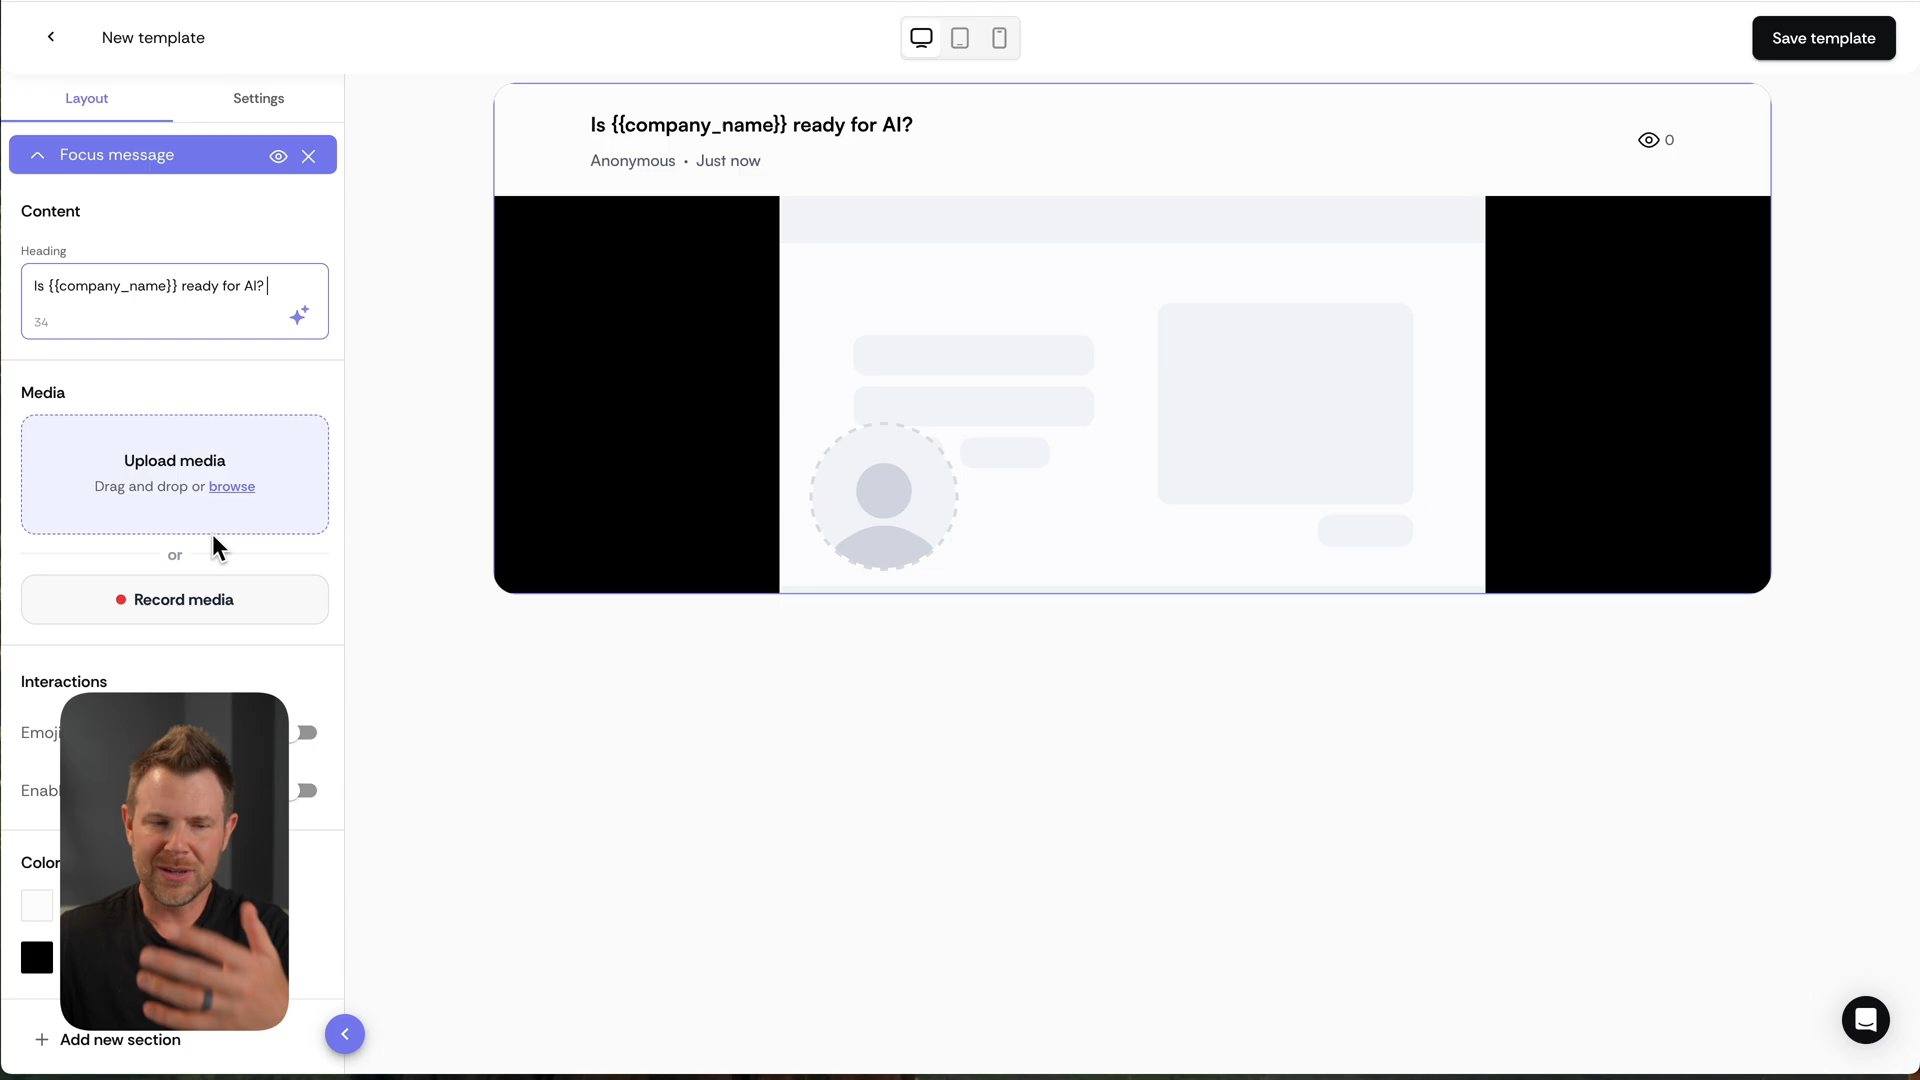 New template
Save template
Layout
Settings
Focus message
Content
Heading
Is {{company_name}} ready for AI?
34
Media
Upload media
Drag and drop or browse
or
Record media
Interactions
Emoji
Enabl
Color
Add new section
Is {{company_name}} ready for AI?
Anonymous • Just now
0